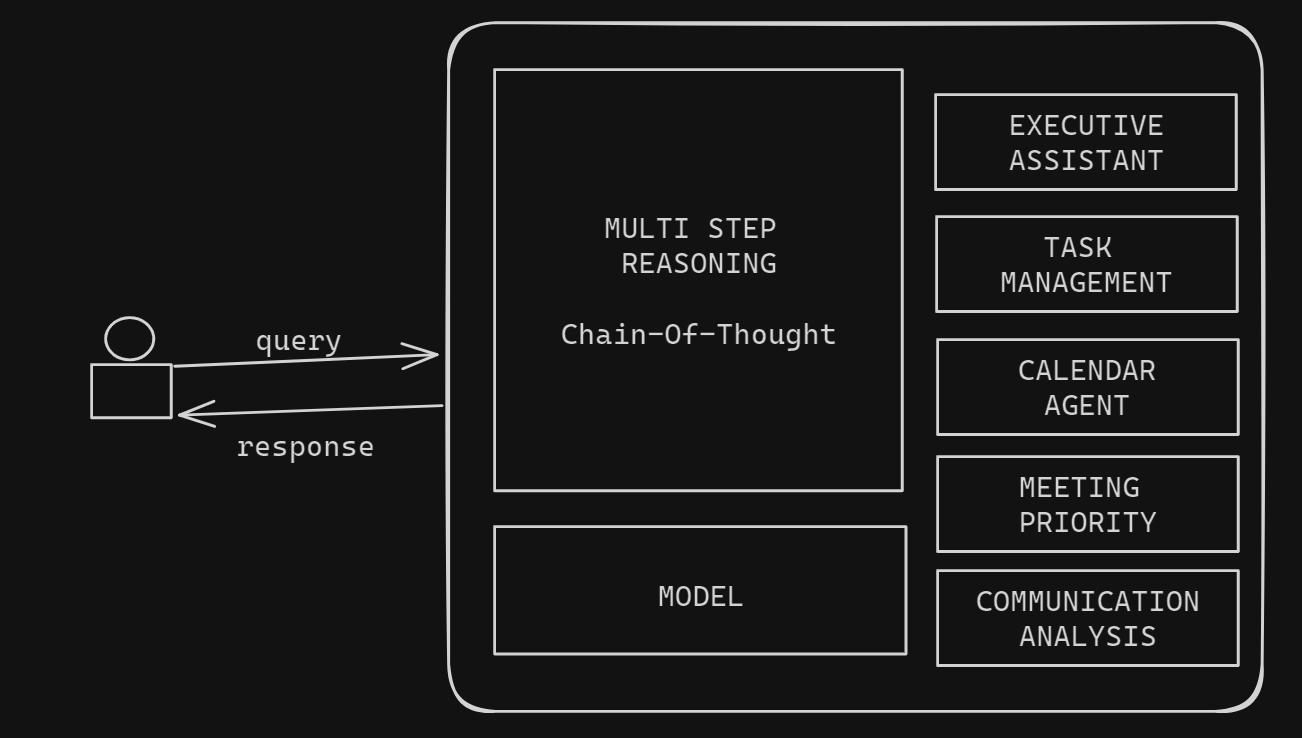 query
response
MULTI STEP
REASONING
Chain-Of-Thought
MODEL
EXECUTIVE
ASSISTANT
TASK
MANAGEMENT
CALENDAR
AGENT
MEETING
PRIORITY
COMMUNICATION
ANALYSIS